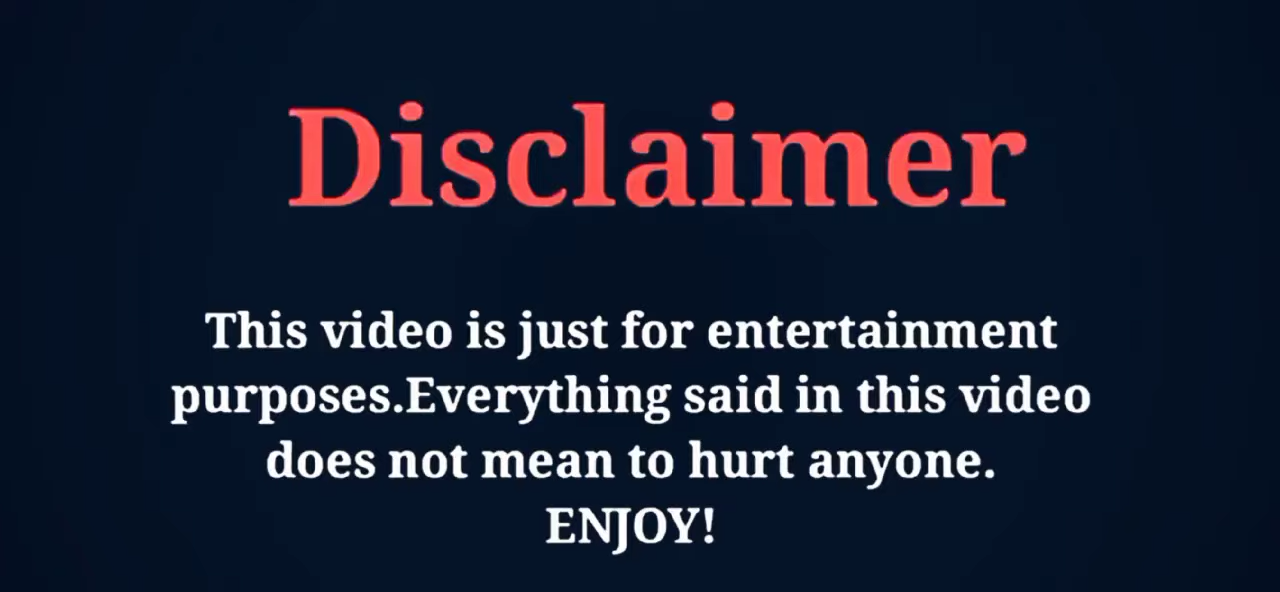 Disclaimer
This video is just for entertainment
purposes.Everything said in this video
does not mean to hurt anyone.
ENJOY!